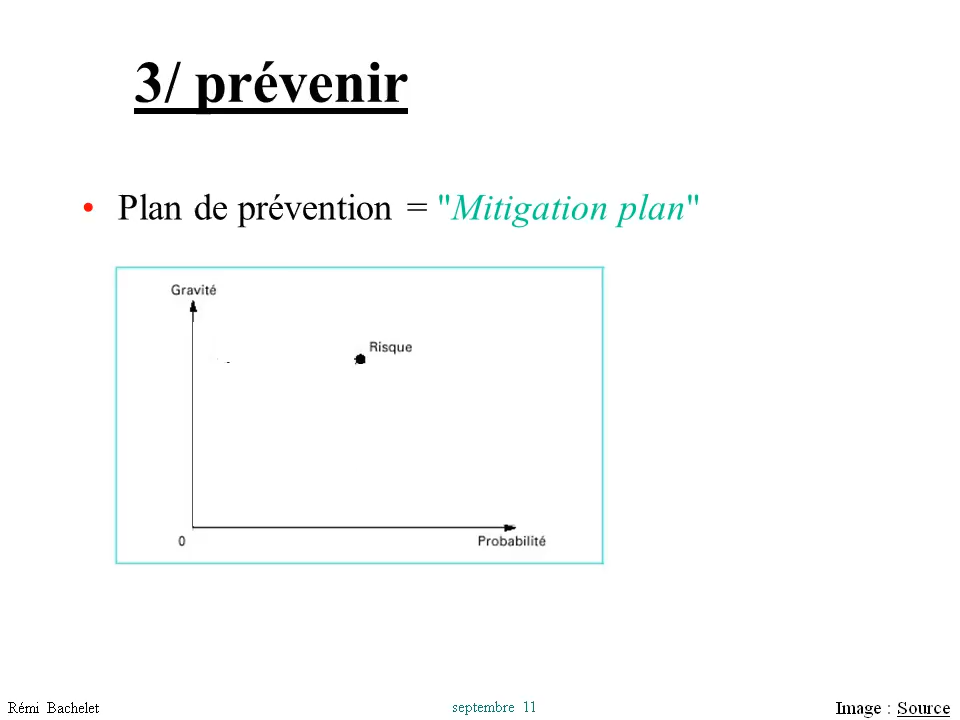 3/ prévenir
• Plan de prévention = "Mitigation plan"
Gravité
Risque
0
Probabilité
Rémi Bachelet
septembre 11
Image : Source